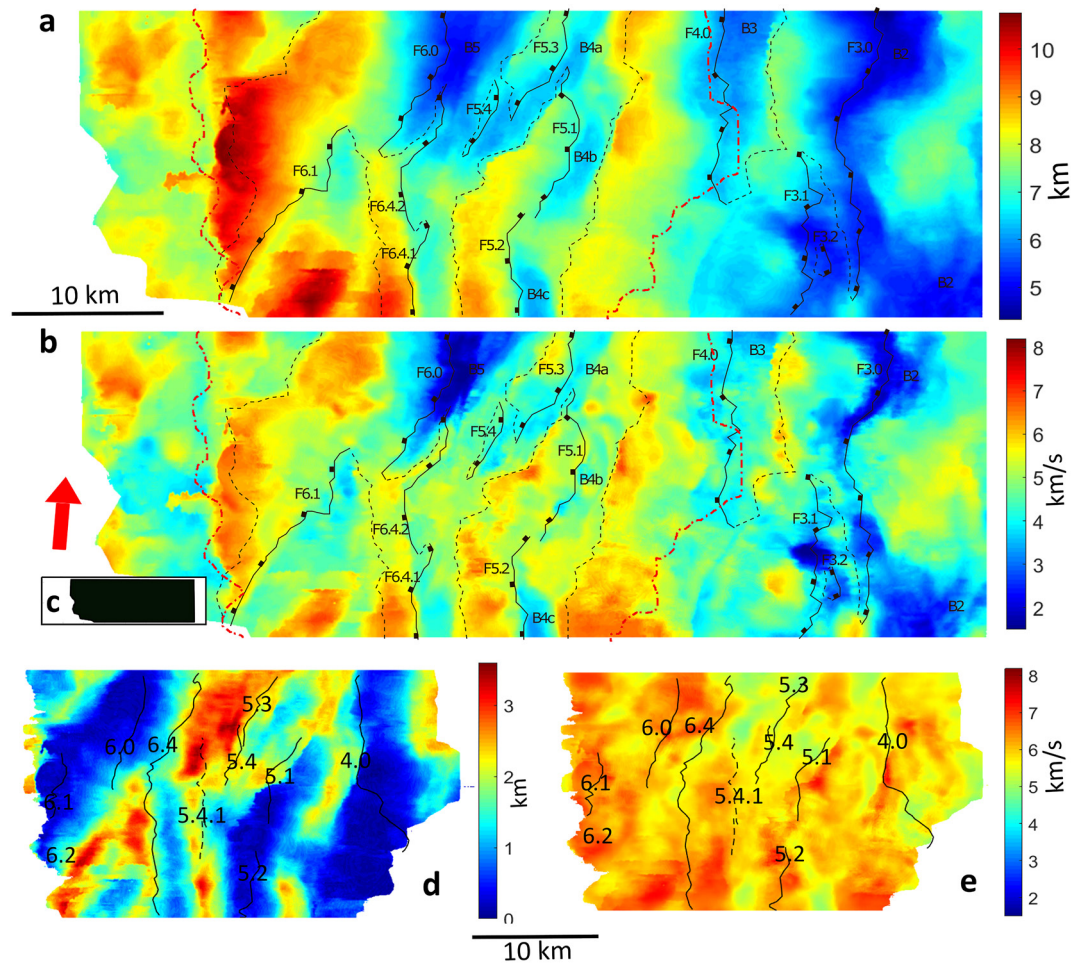 a
F6.0
B5
F5.3
B4a
F4.0
B3
F3.0
B2
F5.4
F5.1
F6.1
B4b
F3.1
F6.4.2
F3.2
F5.2
F6.4.1
B4c
B2
10 km
10
9
8
7
6
5
km
b
F6.0
B5
F5.3
B4a
F4.0
B3
F3.0
B2
F5.4
F5.1
B4b
F6.1
F3.1
F6.4.2
3.2
F5.2
F6.4.1
B4c
B2
c
8
7
6
5
4
3
2
km/s
5.3
6.0
6.4
5.4
4.0
5.1
6.1
5.4.1
6.2
5.2
d
3
2
1
0
km
5.3
6.0
6.4
5.4
4.0
5.1
6.1
5.4.1
6.2
5.2
e
8
7
6
5
4
3
2
km/s
10 km